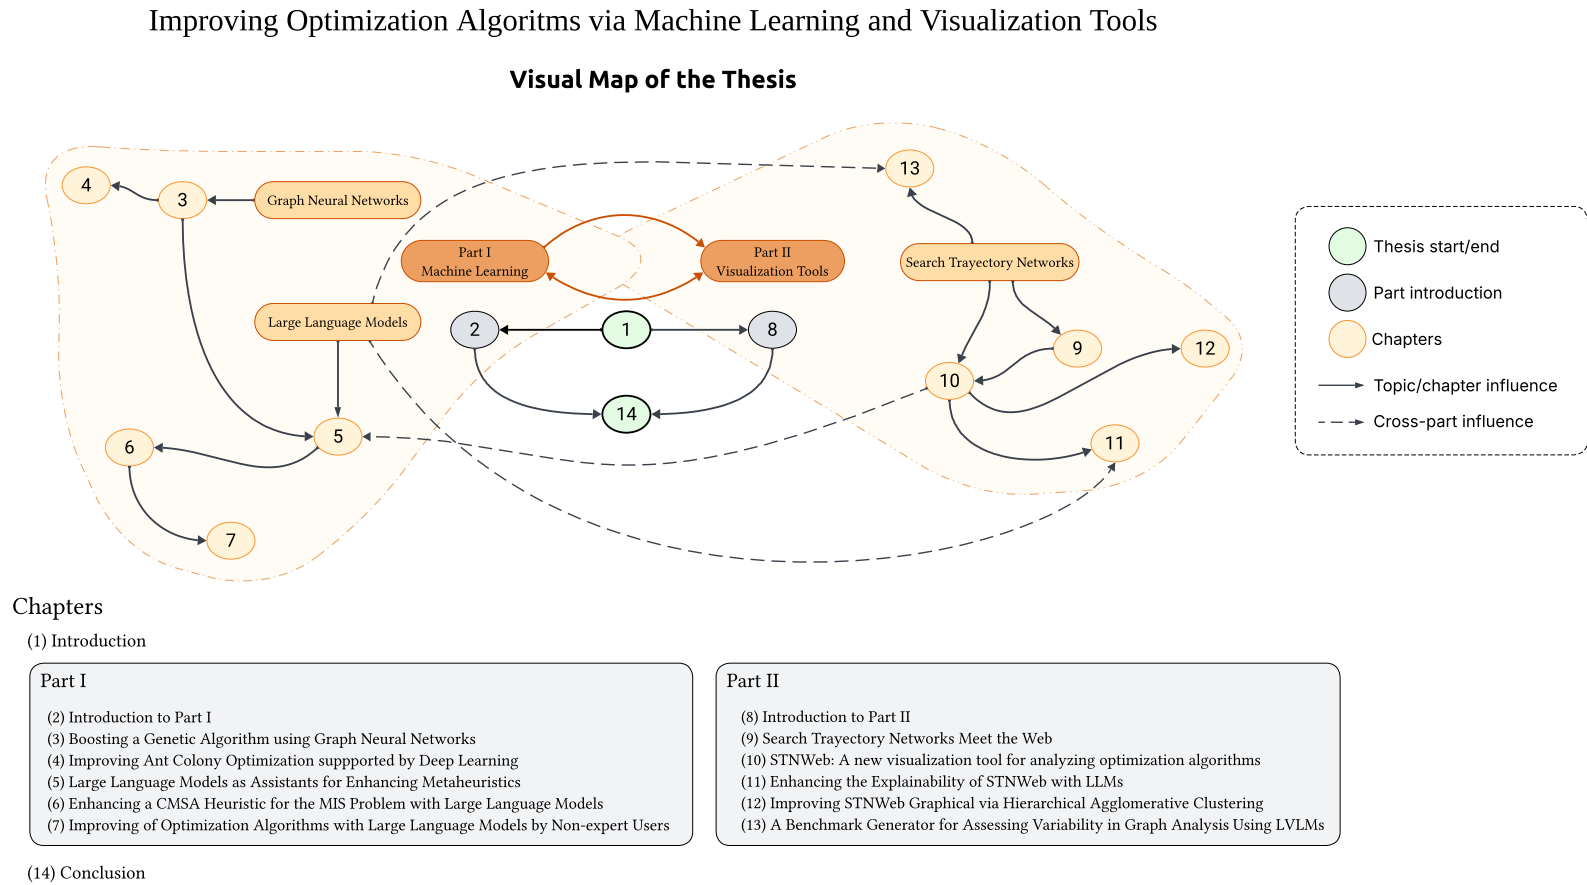 Improving Optimization Algoritms via Machine Learning and Visualization Tools
Visual Map of the Thesis
4
3
Graph Neural Networks
Large Language Models
5
6
7
Part I
Machine Learning
Part II
Visualization Tools
2
1
8
14
13
Search Trayectory Networks
9
12
10
11
Thesis start/end
Part introduction
Chapters
Topic/chapter influence
Cross-part influence
Chapters
(1) Introduction
Part I
(2) Introduction to Part I
(3) Boosting a Genetic Algorithm using Graph Neural Networks
(4) Improving Ant Colony Optimization suppported by Deep Learning
(5) Large Language Models as Assistants for Enhancing Metaheuristics
(6) Enhancing a CMSA Heuristic for the MIS Problem with Large Language Models
(7) Improving of Optimization Algorithms with Large Language Models by Non-expert Users
Part II
(8) Introduction to Part II
(9) Search Trayectory Networks Meet the Web
(10) STNWeb: A new visualization tool for analyzing optimization algorithms
(11) Enhancing the Explainability of STNWeb with LLMs
(12) Improving STNWeb Graphical via Hierarchical Agglomerative Clustering
(13) A Benchmark Generator for Assessing Variability in Graph Analysis Using LVLMs
(14) Conclusion